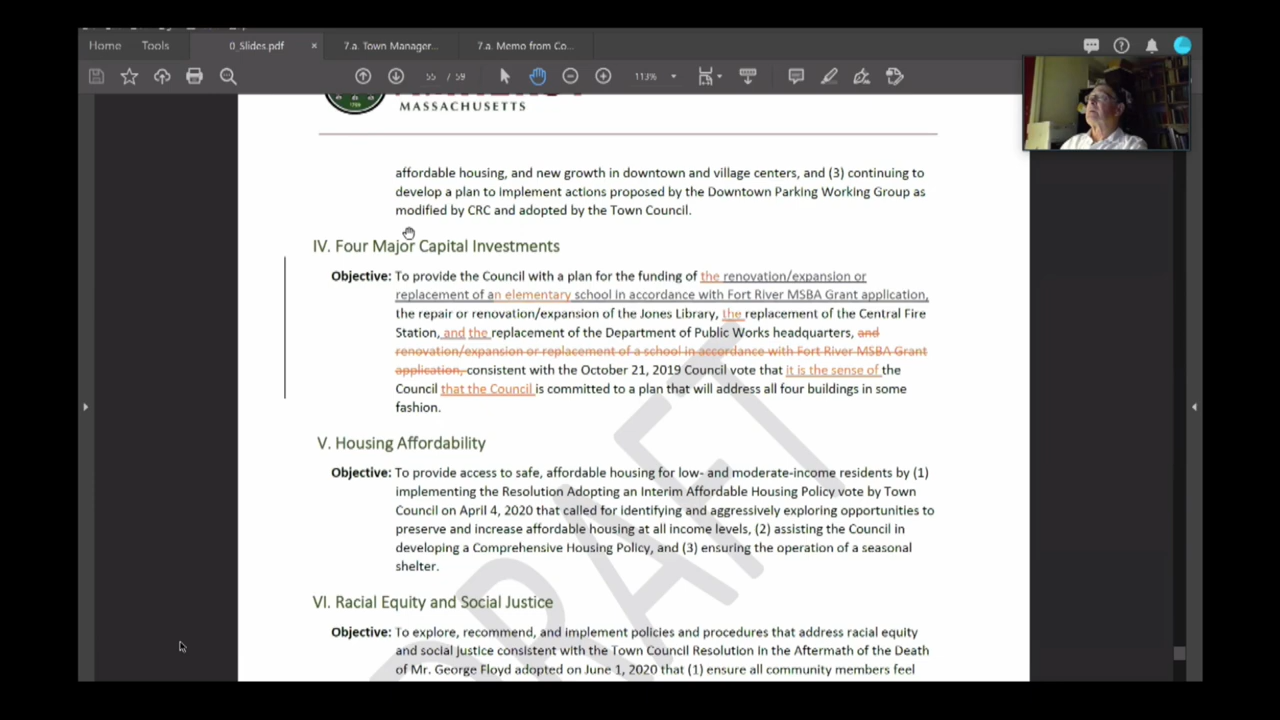 Home Tools 0_Slides.pdf × 7.a. Town Manager... 7.a. Memo from Co...
55 / 59 113%
MASSACHUSETTS
affordable housing, and new growth in downtown and village centers, and (3) continuing to
develop a plan to implement actions proposed by the Downtown Parking Working Group as
modified by CRC and adopted by the Town Council.
IV. Four Major Capital Investments
Objective: To provide the Council with a plan for the funding of the renovation/expansion or
replacement of an elementary school in accordance with Fort River MSBA Grant application,
the repair or renovation/expansion of the Jones Library, the replacement of the Central Fire
Station, and the replacement of the Department of Public Works headquarters, and
renovation/expansion or replacement of a school in accordance with Fort River MSBA Grant
application, consistent with the October 21, 2019 Council vote that it is the sense of the
Council that the Council is committed to a plan that will address all four buildings in some
fashion.
V. Housing Affordability
Objective: To provide access to safe, affordable housing for low- and moderate-income residents by (1)
implementing the Resolution Adopting an Interim Affordable Housing Policy vote by Town
Council on April 4, 2020 that called for identifying and aggressively exploring opportunities to
preserve and increase affordable housing at all income levels, (2) assisting the Council in
developing a Comprehensive Housing Policy, and (3) ensuring the operation of a seasonal
shelter.
VI. Racial Equity and Social Justice
Objective: To explore, recommend, and implement policies and procedures that address racial equity
and social justice consistent with the Town Council Resolution In the Aftermath of the Death
of Mr. George Floyd adopted on June 1, 2020 that (1) ensure all community members feel
DRAFT